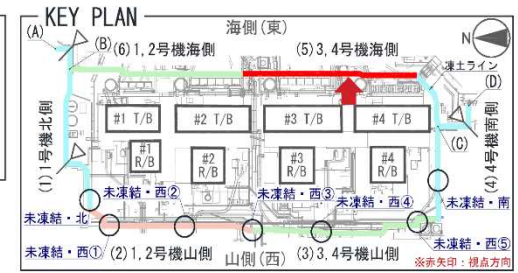 KEY PLAN
海側(東)
N
(A)
(B)
(6)1,2号機海側
(5)3,4号機海側
凍土ライン
(D)
#1 T/B
#2 T/B
#3 T/B
#4 T/B
(C)
(1)1号機北側
(4)4号機南側
#1
R/B
#2
R/B
#3
R/B
#4
R/B
未凍結・西②
未凍結・西③
未凍結・西④
未凍結・南
未凍結・北
未凍結・西①
(2)1,2号機山側
山側(西)
(3)3,4号機山側
未凍結・西⑤
※赤矢印:視点方向